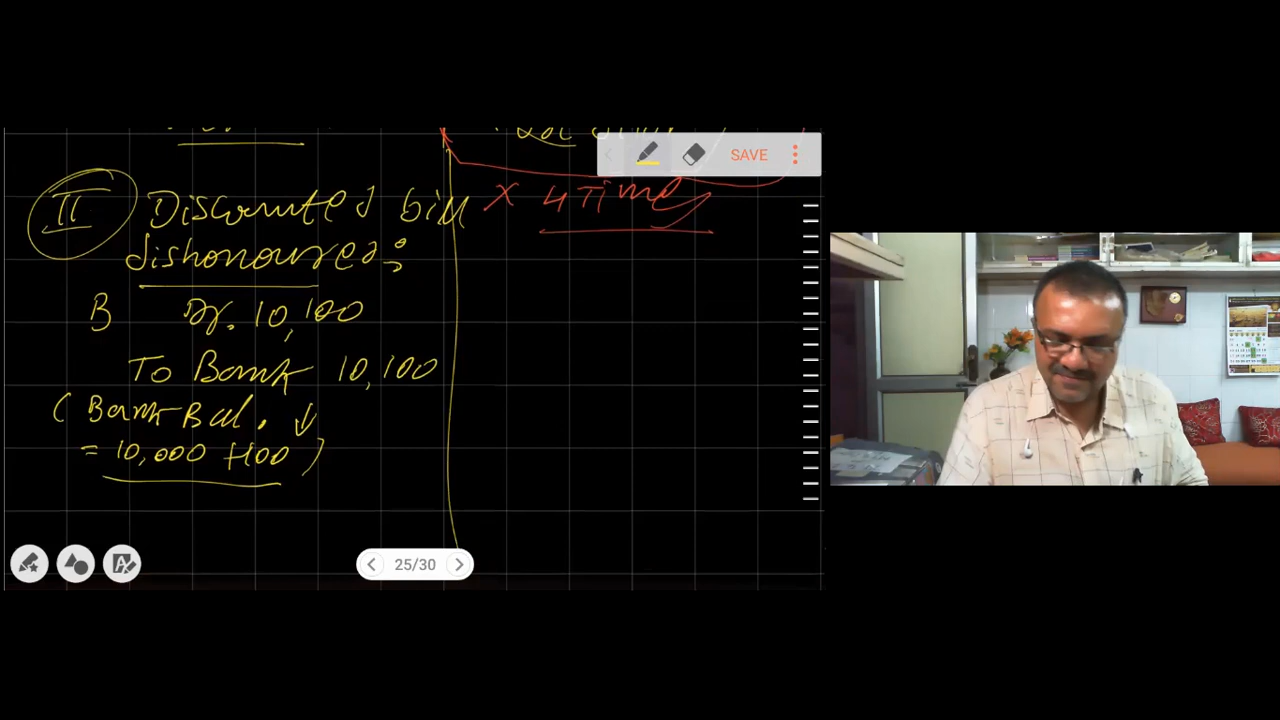 SAVE
X 4 Times
II Discounted bill
dishonoured:
B Dr. 10,100
To Bank 10,100
(Bank Bal. ↓
= 10,000 +100)
25/30